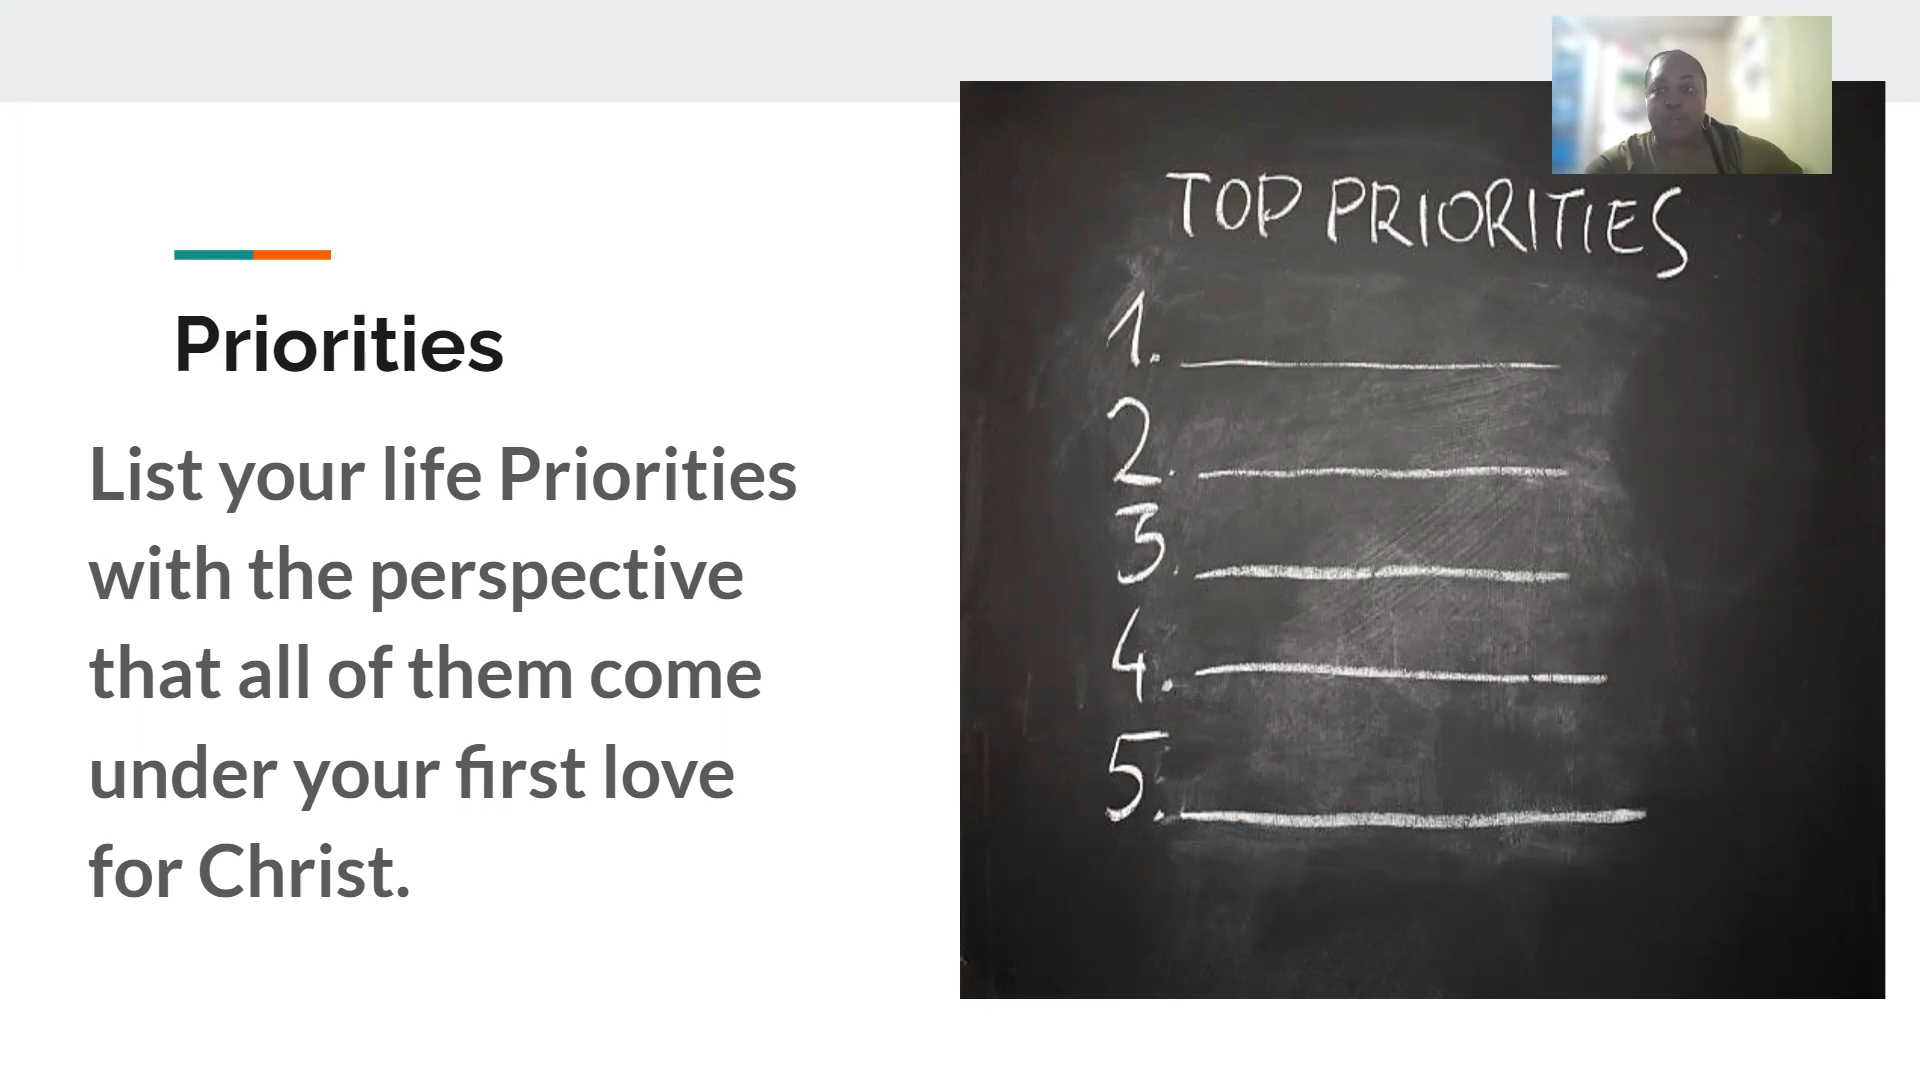 Priorities
List your life Priorities
with the perspective
that all of them come
under your first love
for Christ.
TOP PRIORITIES
1.
2.
3.
4.
5.